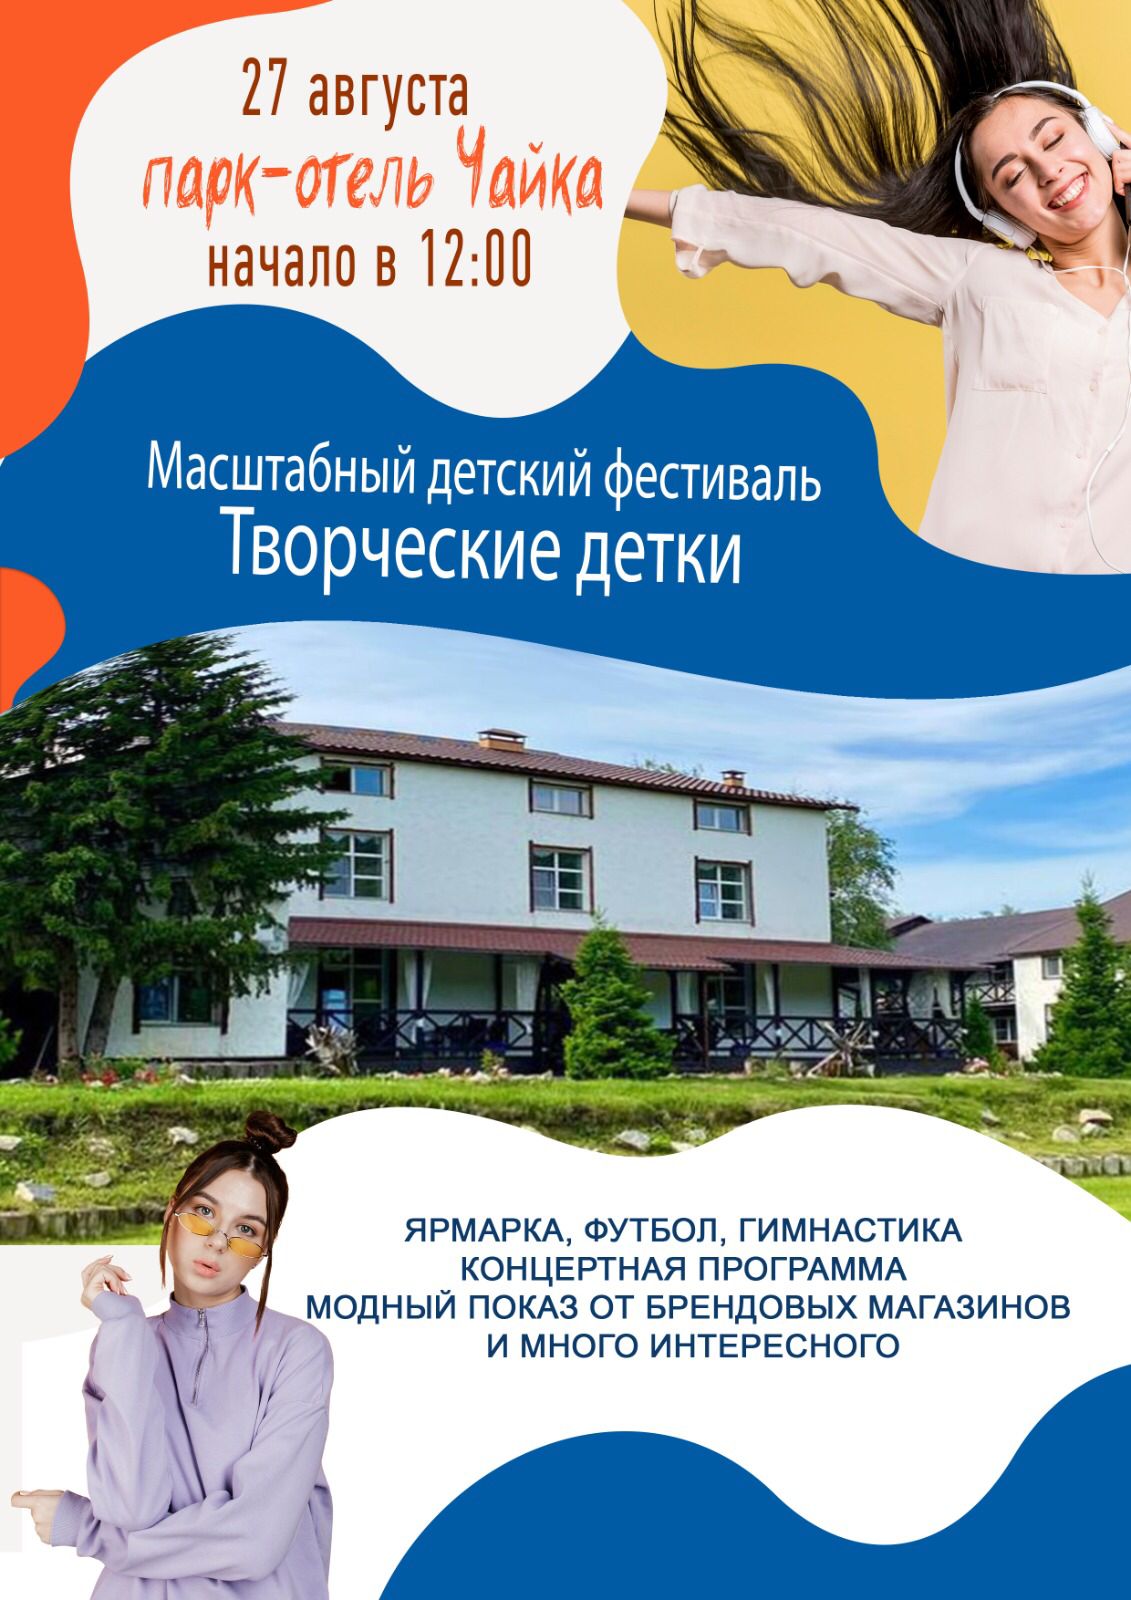 27 августа
парк-отель Чайка
начало в 12:00
Масштабный детский фестиваль
Творческие детки
ЯРМАРКА, ФУТБОЛ, ГИМНАСТИКА
КОНЦЕРТНАЯ ПРОГРАММА
МОДНЫЙ ПОКАЗ ОТ БРЕНДОВЫХ МАГАЗИНОВ
И МНОГО ИНТЕРЕСНОГО